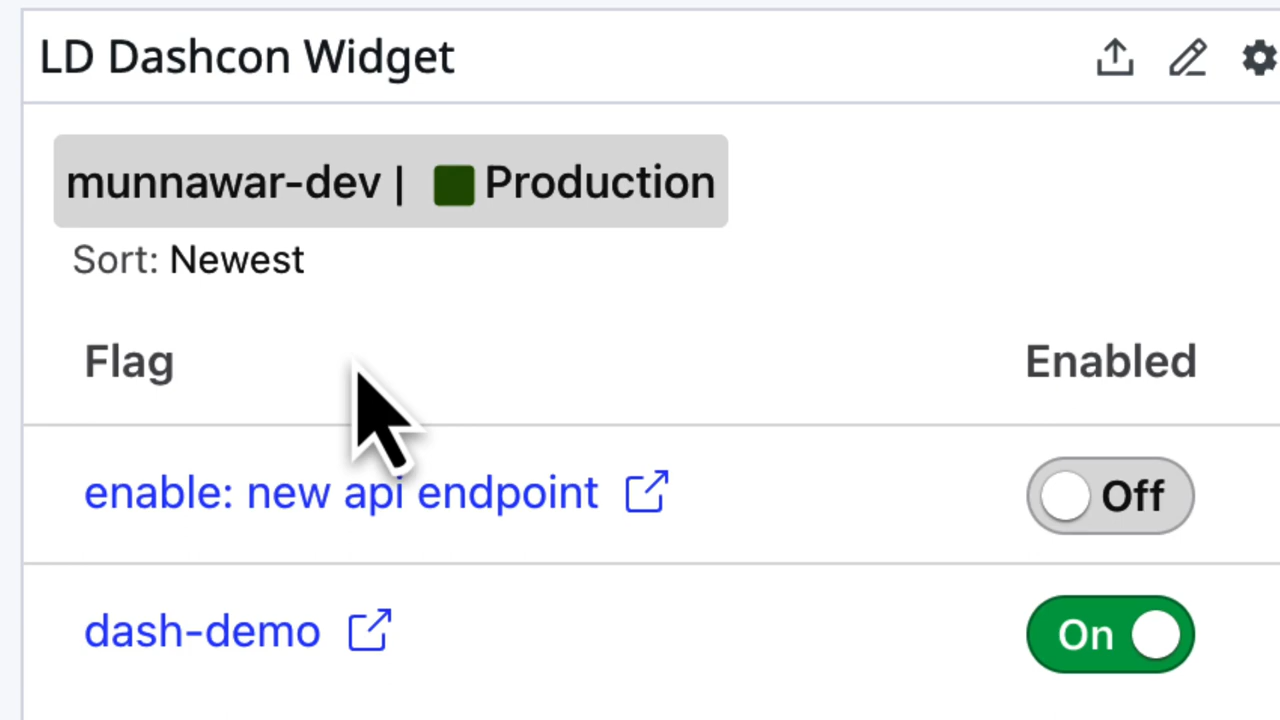 LD Dashcon Widget
munnawar-dev | Production
Sort: Newest
Flag Enabled
enable: new api endpoint Off
dash-demo On